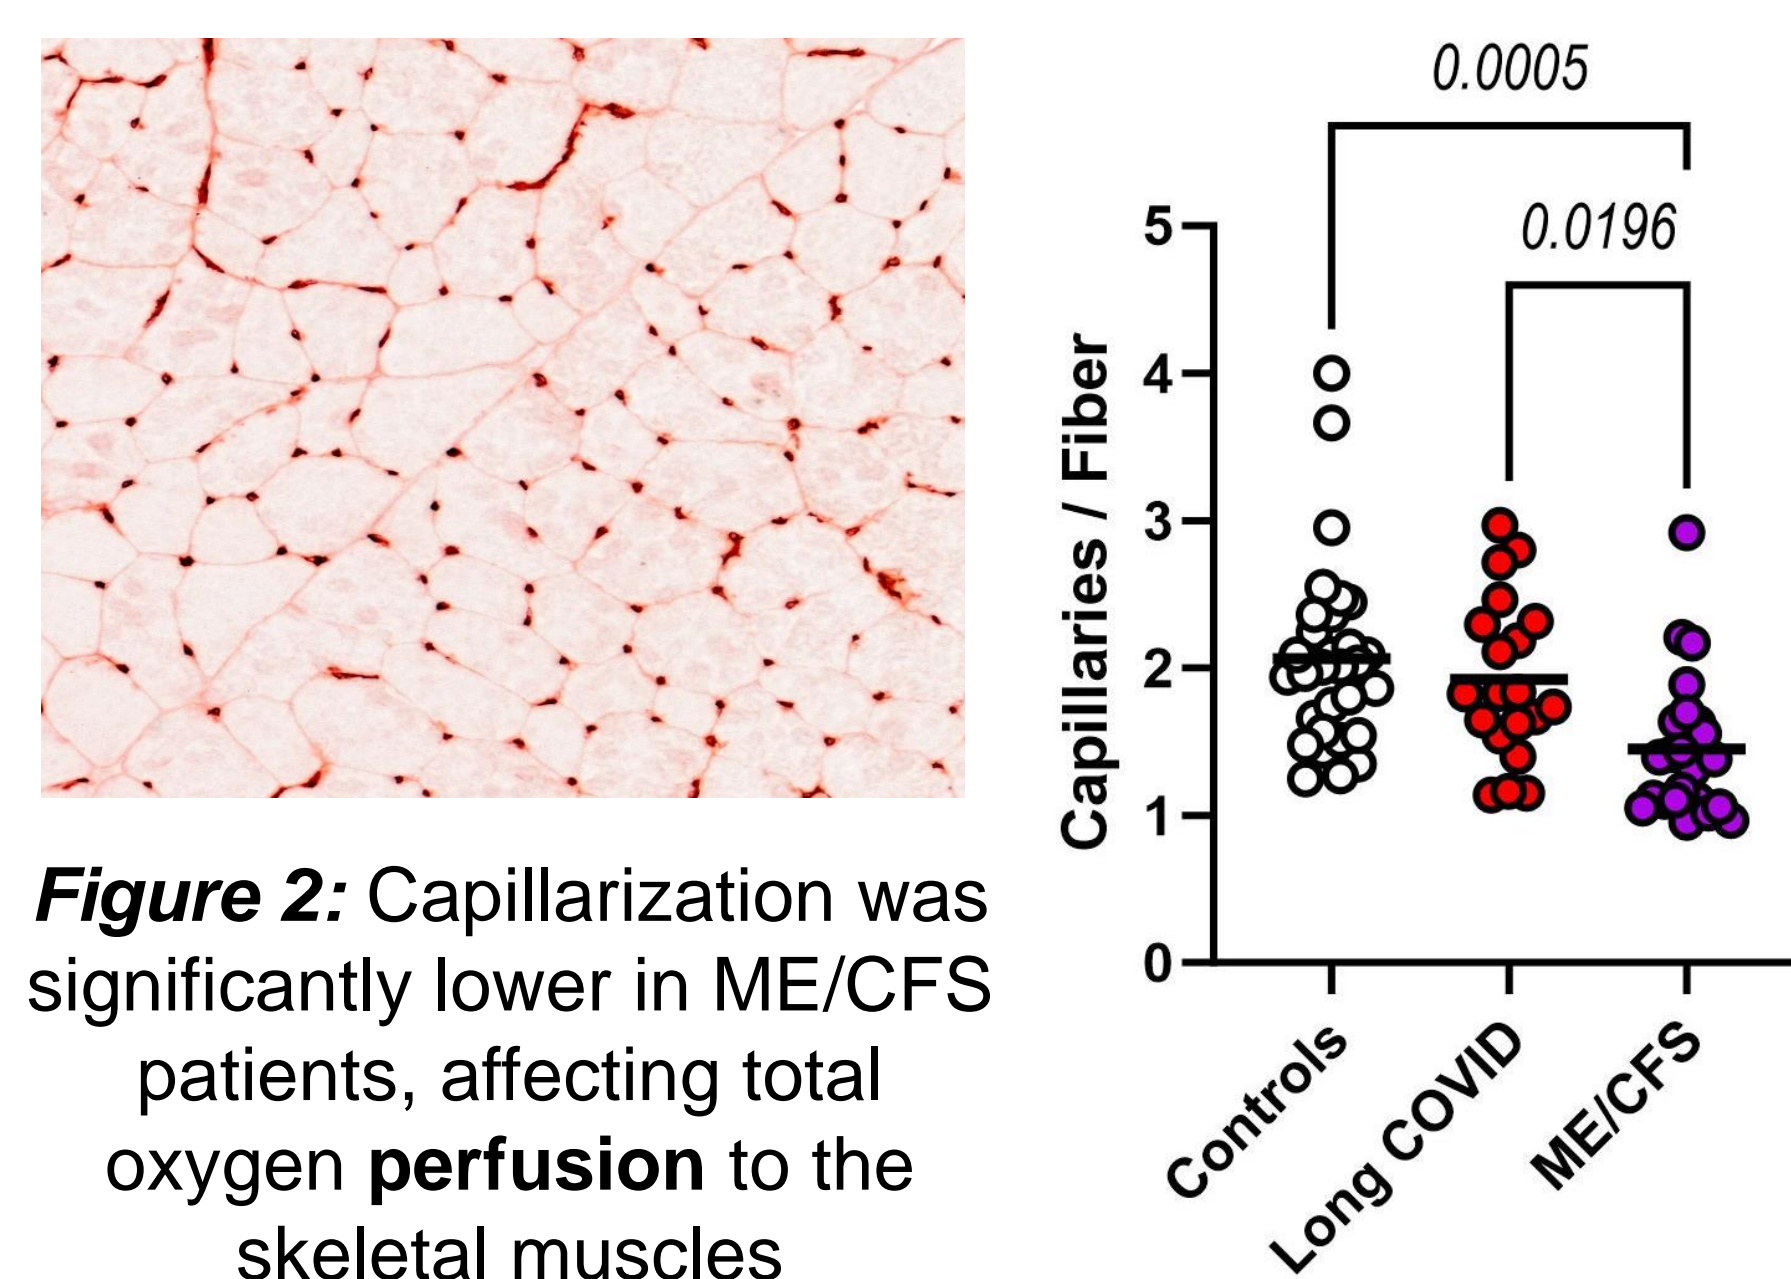 0.0005
0.0196
5
4
3
2
1
0
Capillaries / Fiber
Controls
Long COVID
ME/CFS
Figure 2: Capillarization was
significantly lower in ME/CFS
patients, affecting total
oxygen perfusion to the
skeletal muscles